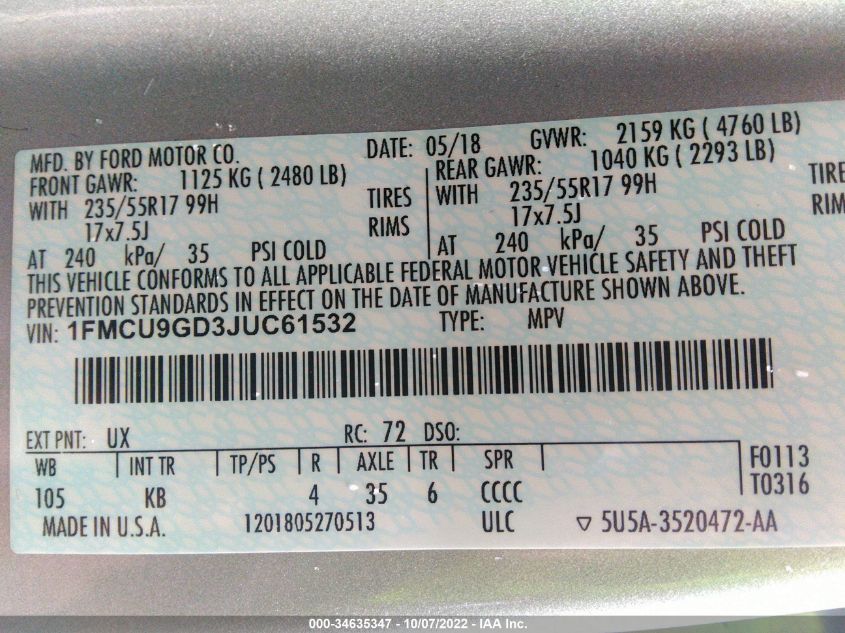 MFD. BY FORD MOTOR CO. DATE: 05/18 GVWR: 2159 KG ( 4760 LB)
FRONT GAWR: 1125 KG ( 2480 LB) REAR GAWR: 1040 KG ( 2293 LB)
WITH 235/55R17 99H TIRES WITH 235/55R17 99H TIRE
17x7.5J RIMS 17x7.5J RIM
AT 240 kPa/ 35 PSI COLD AT 240 kPa/ 35 PSI COLD
THIS VEHICLE CONFORMS TO ALL APPLICABLE FEDERAL MOTOR VEHICLE SAFETY AND THEFT
PREVENTION STANDARDS IN EFFECT ON THE DATE OF MANUFACTURE SHOWN ABOVE.
VIN: 1FMCU9GD3JUC61532 TYPE: MPV
EXT PNT: UX RC: 72 DSO:
WB INT TR TP/PS R AXLE TR SPR F0113
105 KB 4 35 6 CCCC T0316
MADE IN U.S.A. 1201805270513 ULC ▽ 5U5A-3520472-AA
000-34635347 - 10/07/2022 - IAA Inc.